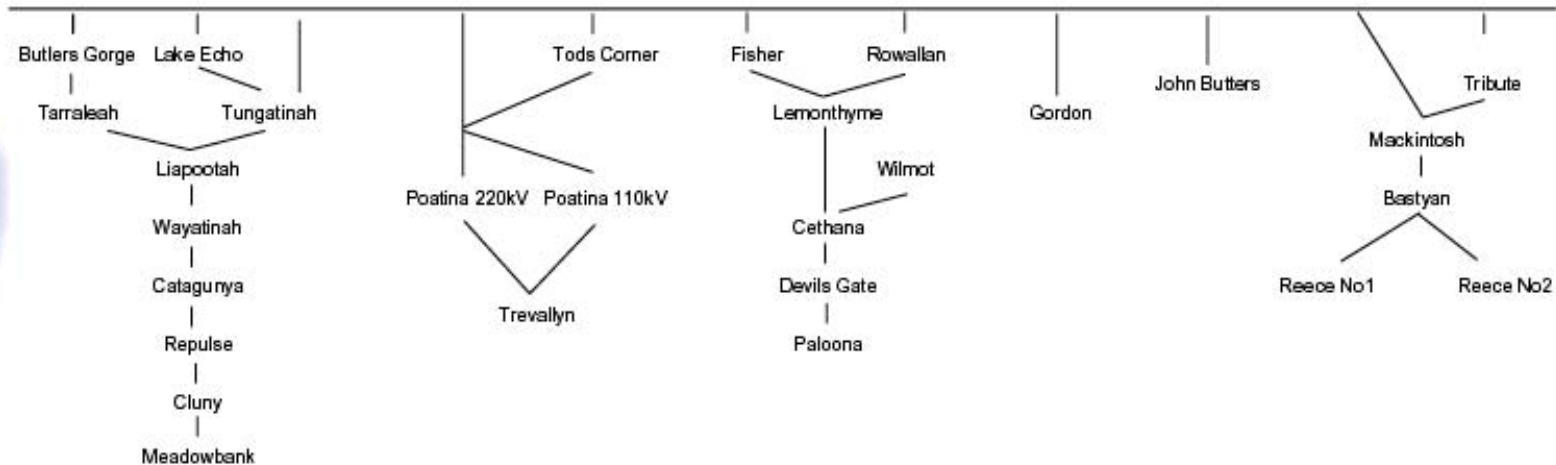 Butlers Gorge
Lake Echo
Tods Corner
Fisher
Rowallan
John Butters
Tribute
Tarraleah
Tungatinah
Lemonthyme
Gordon
Mackintosh
Liapootah
Wilmot
Poatina 220kV
Poatina 110kV
Bastyan
Wayatinah
Cethana
Catagunya
Devils Gate
Reece No1
Reece No2
Trevallyn
Repulse
Paloona
Cluny
Meadowbank